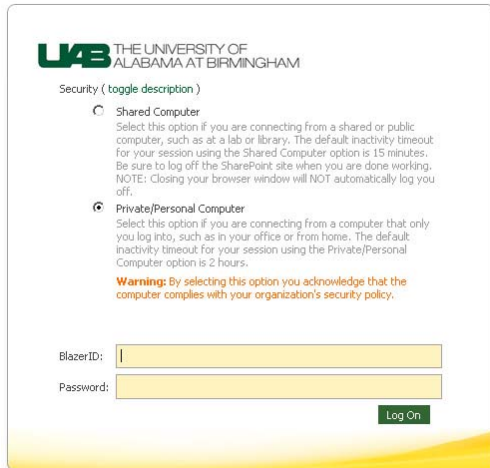 UAB THE UNIVERSITY OF
ALABAMA AT BIRMINGHAM
Security ( toggle description )
Shared Computer
Select this option if you are connecting from a shared or public
computer, such as at a lab or library. The default inactivity timeout
for your session using the Shared Computer option is 15 minutes.
Be sure to log off the SharePoint site when you are done working.
NOTE: Closing your browser window will NOT automatically log you
off.
Private/Personal Computer
Select this option if you are connecting from a computer that only
you log into, such as in your office or from home. The default
inactivity timeout for your session using the Private/Personal
Computer option is 2 hours.
Warning: By selecting this option you acknowledge that the
computer complies with your organization's security policy.
BlazerID:
Password:
Log On